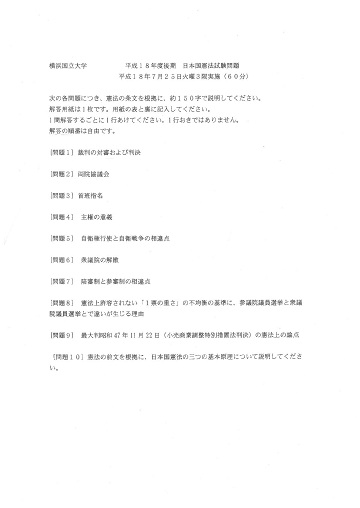 横浜国立大学　平成１８年度後期　日本国憲法試験問題
平成１８年７月２５日火曜３限実施（６０分）
次の各問題につき、憲法の条文を根拠に、約１５０字で説明してください。
解答用紙は１枚です。用紙の表と裏に記入してください。
１問解答するごとに１行あけてください。１行おきではありません。
解答の順番は自由です。
[問題１] 裁判の対審および判決
[問題２] 両院協議会
[問題３] 首班指名
[問題４]　主権の意義
[問題５]　自衛権行使と自衛戦争の相違点
[問題６]　衆議院の解散
[問題７]　陪審制と参審制の相違点
[問題８]　憲法上許容されない「１票の重さ」の不均衡の基準に、参議院議員選挙と衆議
院議員選挙とで違いが生じる理由
[問題９]　最大判昭和 47 年 11 月 22 日（小売商業調整特別措置法判決）の憲法上の論点
[問題１０] 憲法の前文を根拠に、日本国憲法の三つの基本原理について説明してくださ
い。